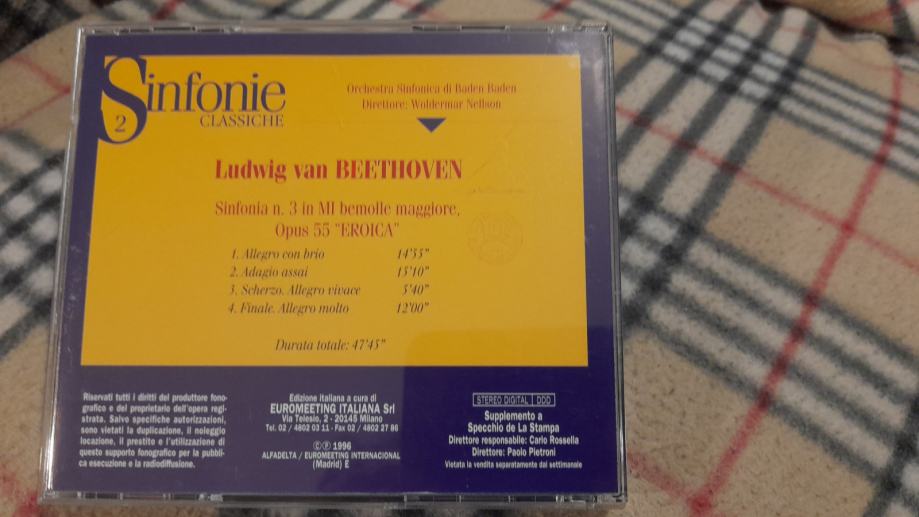 Sinfonie
2 CLASSICHE
Orchestra Sinfonica di Baden Baden
Direttore: Woldermar Nellson
Ludwig van BEETHOVEN
Sinfonia n. 3 in MI bemolle maggiore,
Opus 55 "EROICA"
1. Allegro con brio 14'55"
2. Adagio assai 15'10"
3. Scherzo. Allegro vivace 5'40"
4. Finale. Allegro molto 12'00"
Durata totale: 47'45"
Riservati tutti i diritti del produttore fono-
grafico e del proprietario dell'opera regi-
strata. Salvo specifiche autorizzazioni,
sono vietati la duplicazione, il noleggio
locazione, il prestito e l'utilizzazione di
questo supporto fonografico per la pubbli-
ca esecuzione e la radiodiffusione.
Edizione italiana a cura di
EUROMEETING ITALIANA Srl
Via Telesio, 2 - 20145 Milano
Tel. 02 / 4802 03 11 - Fax 02 / 4802 27 86
©℗ 1996
ALFADELTA / EUROMEETING INTERNACIONAL
(Madrid) E
STEREO DIGITAL | DDD
Supplemento a
Specchio de La Stampa
Direttore responsabile: Carlo Rossella
Direttore: Paolo Pietroni
Vietata la vendita separatamente dal settimanale